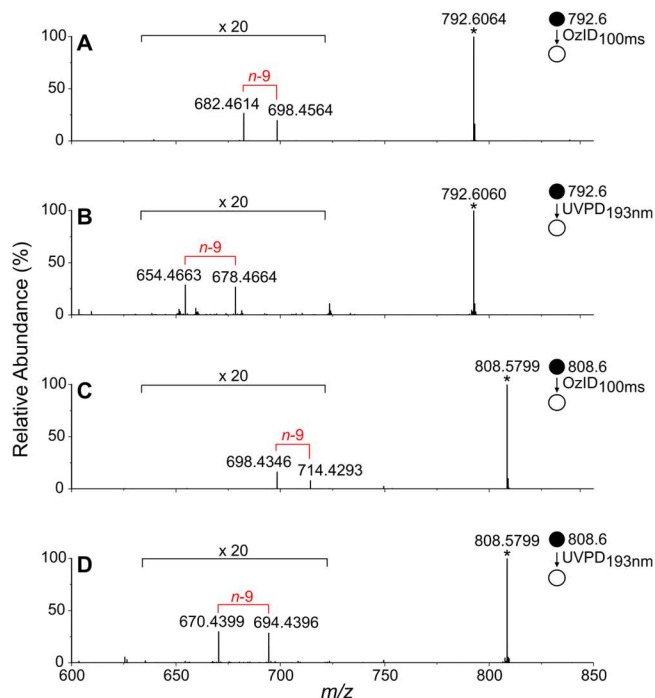 Relative Abundance (%)
A
x 20
792.6064
*
792.6
OzID100ms
n-9
682.4614
698.4564
100
50
0
B
x 20
792.6060
*
792.6
UVPD193nm
n-9
654.4663
678.4664
100
50
0
C
x 20
808.5799
*
808.6
OzID100ms
n-9
698.4346
714.4293
100
50
0
D
x 20
808.5799
*
808.6
UVPD193nm
n-9
670.4399
694.4396
100
50
0
600 650 700 750 800 850
m/z